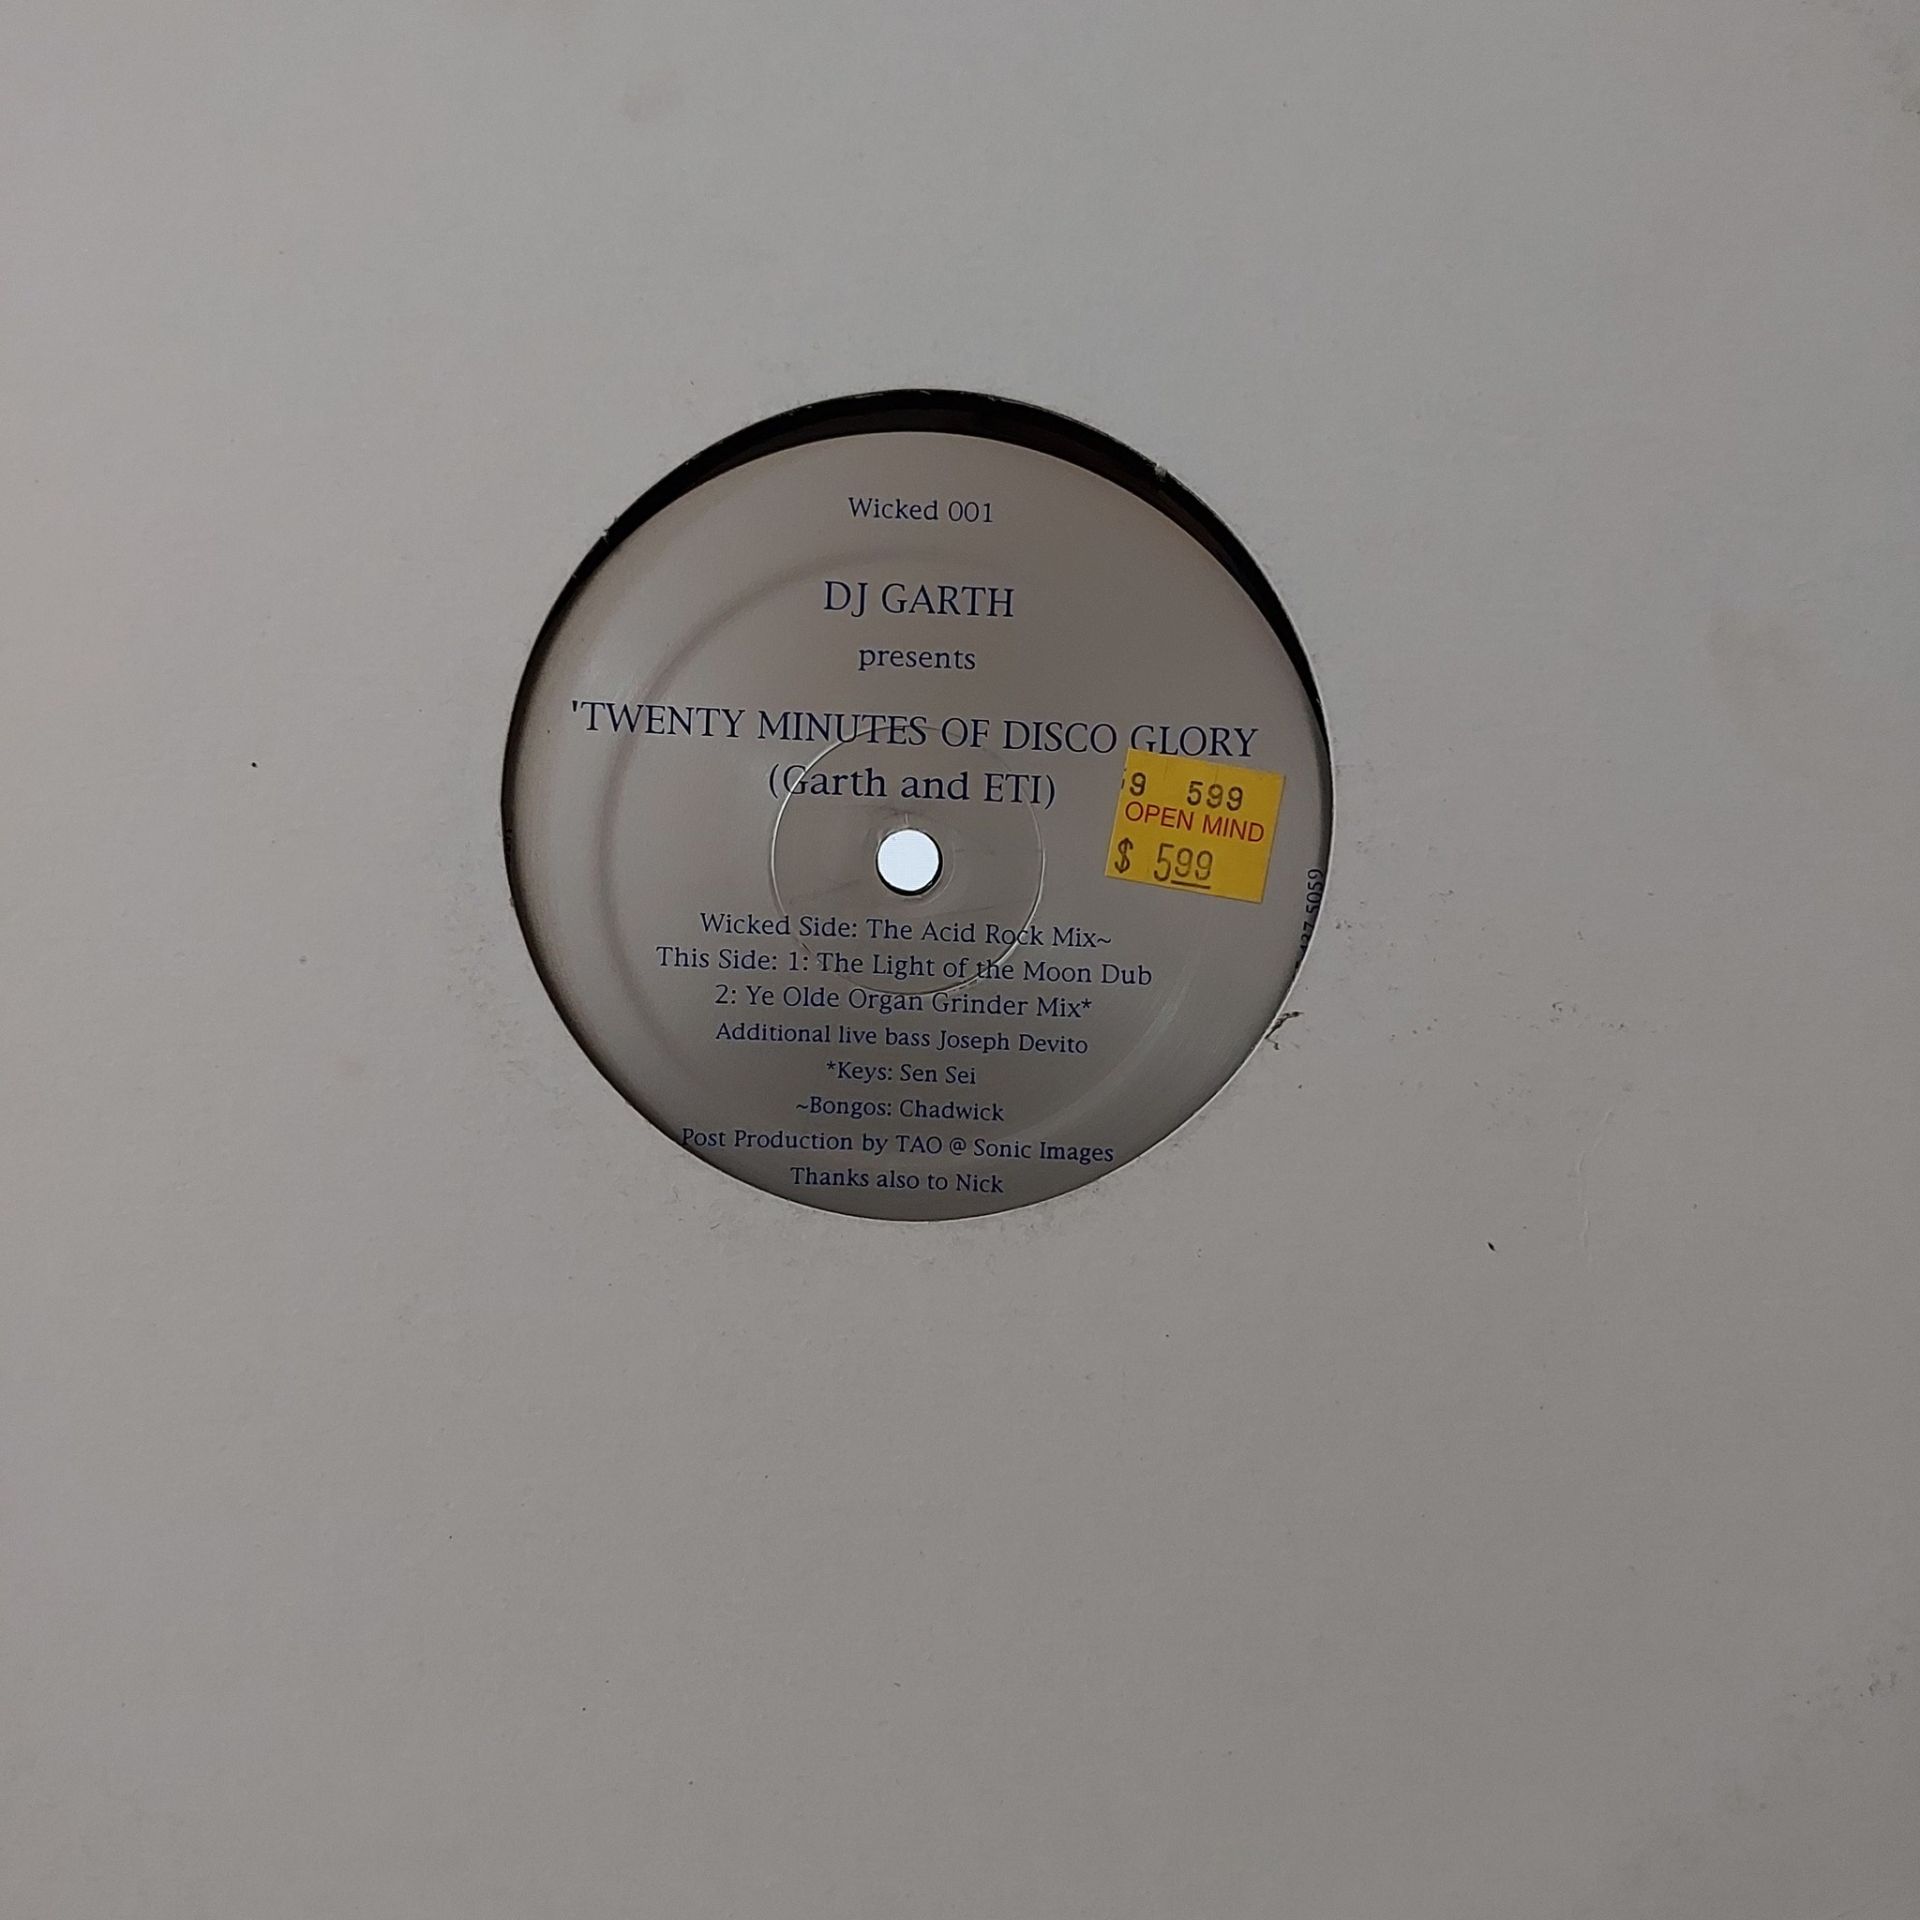 Wicked 001
DJ GARTH
presents
'TWENTY MINUTES OF DISCO GLORY
(Garth and ETI)
9 599
OPEN MIND
$ 599
5059
Wicked Side: The Acid Rock Mix~
This Side: 1: The Light of the Moon Dub
2: Ye Olde Organ Grinder Mix*
Additional live bass Joseph Devito
*Keys: Sen Sei
~Bongos: Chadwick
Post Production by TAO @ Sonic Images
Thanks also to Nick